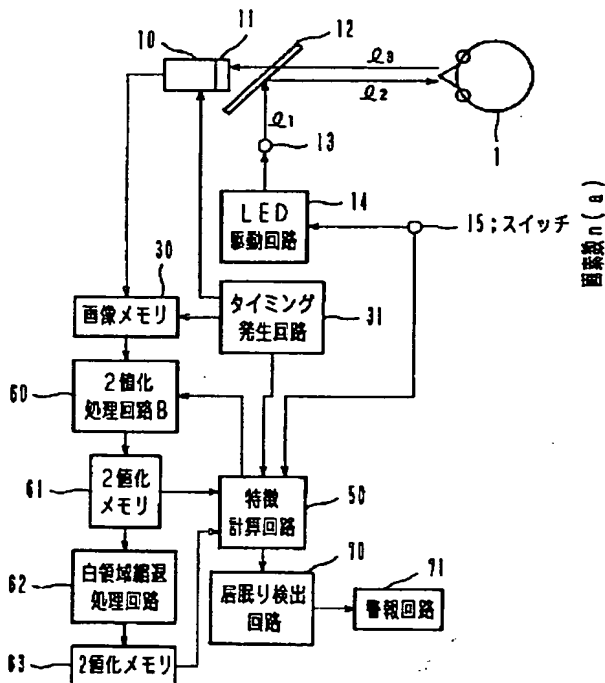 10
11
12
ℓ3
ℓ2
ℓ1
13
1
LED
駆動回路
14
15;スイッチ
画素数n(a)
30
画像メモリ
タイミング
発生回路
31
60
2値化
処理回路B
61
2値化
メモリ
特徴
計算回路
50
62
白領域縮退
処理回路
70
居眠り検出
回路
71
警報回路
63
2値化メモリ